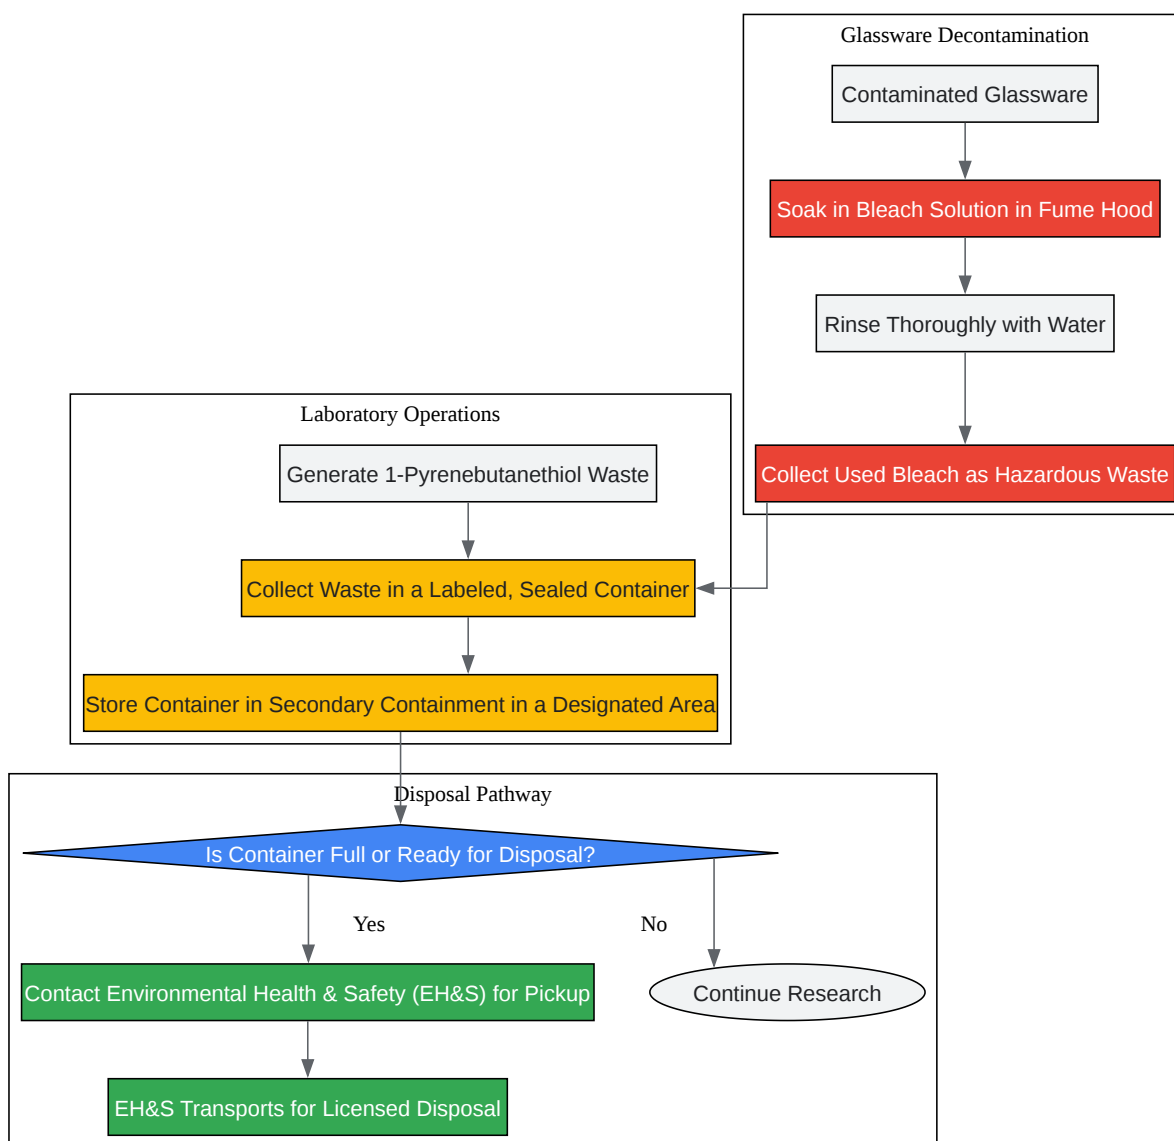 Glassware Decontamination
Contaminated Glassware
Soak in Bleach Solution in Fume Hood
Rinse Thoroughly with Water
Collect Used Bleach as Hazardous Waste
Laboratory Operations
Generate 1-Pyrenebutanethiol Waste
Collect Waste in a Labeled, Sealed Container
Store Container in Secondary Containment in a Designated Area
Disposal Pathway
Is Container Full or Ready for Disposal?
Yes
No
Contact Environmental Health & Safety (EH&S) for Pickup
Continue Research
EH&S Transports for Licensed Disposal